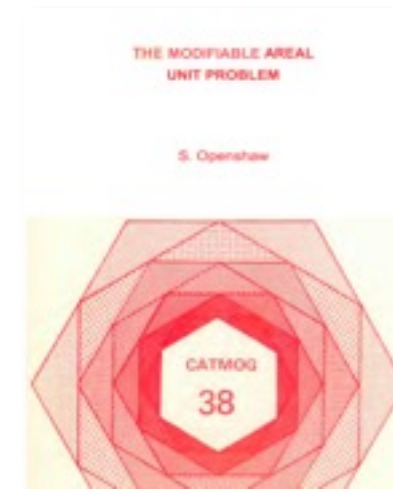 THE MODIFIABLE AREAL
UNIT PROBLEM
S. Openshaw
CATMOG
38